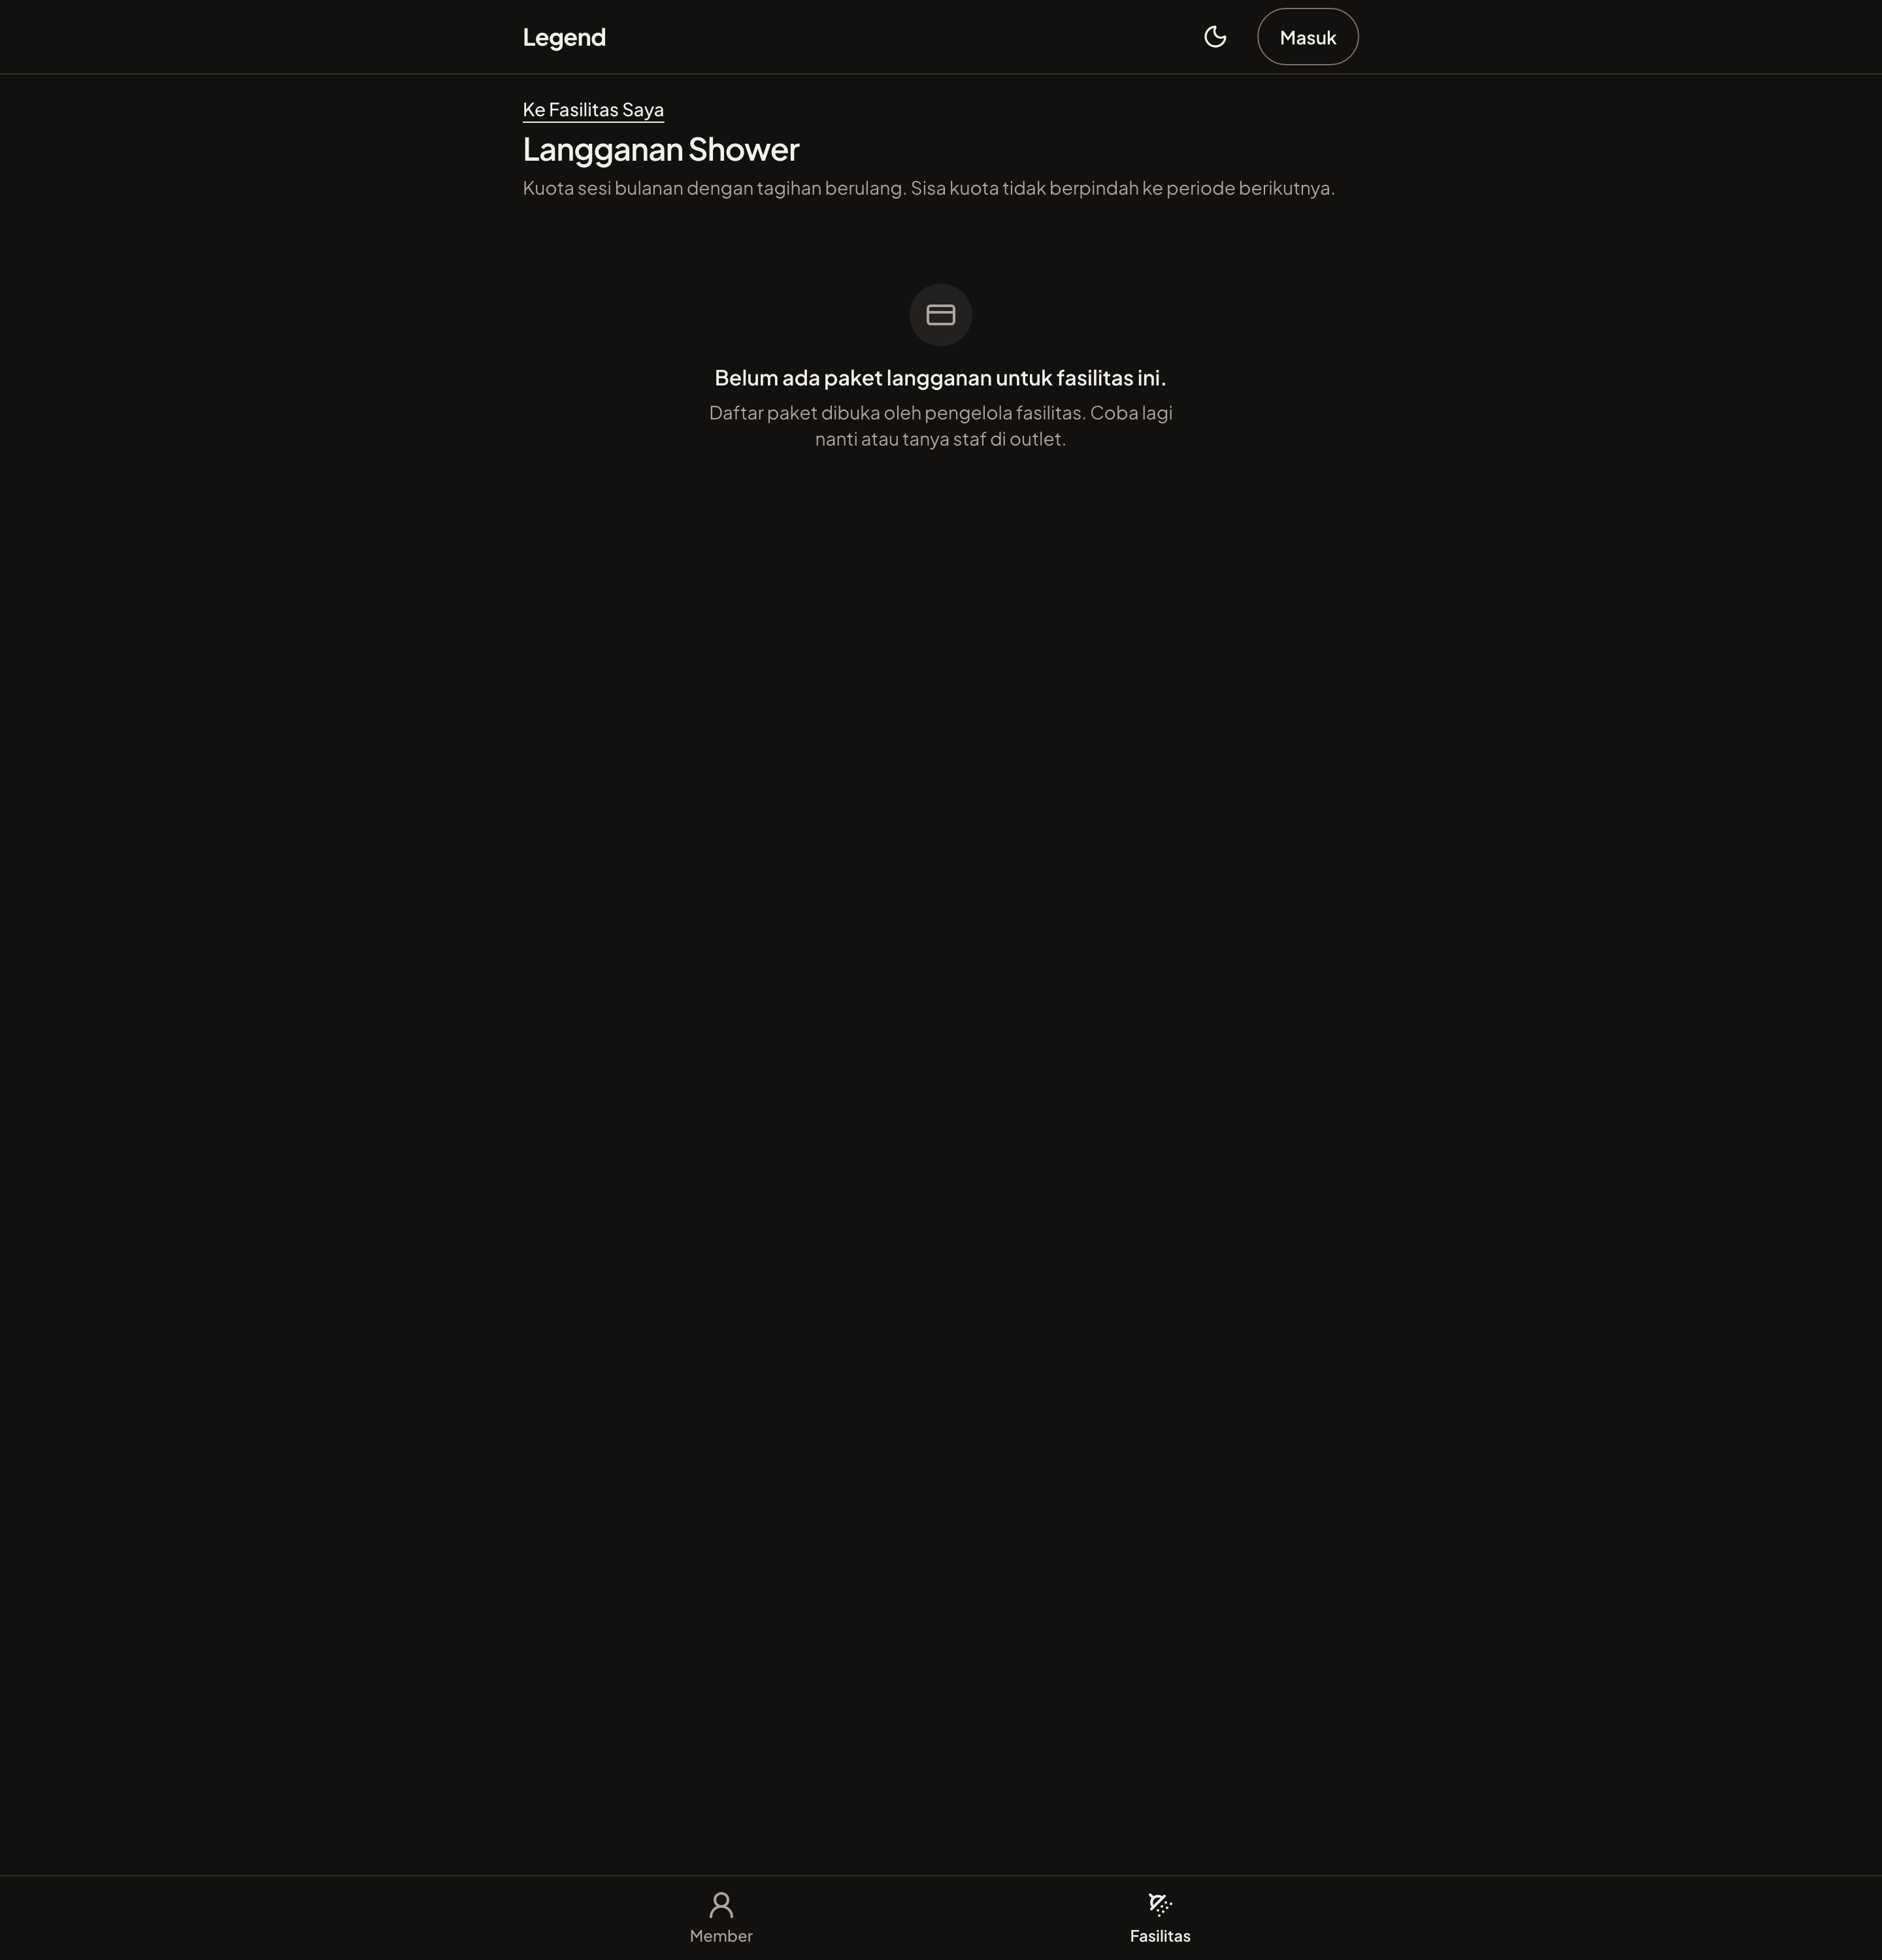 Legend
Masuk
Ke Fasilitas Saya
Langganan Shower
Kuota sesi bulanan dengan tagihan berulang. Sisa kuota tidak berpindah ke periode berikutnya.
Belum ada paket langganan untuk fasilitas ini.
Daftar paket dibuka oleh pengelola fasilitas. Coba lagi
nanti atau tanya staf di outlet.
Member
Fasilitas